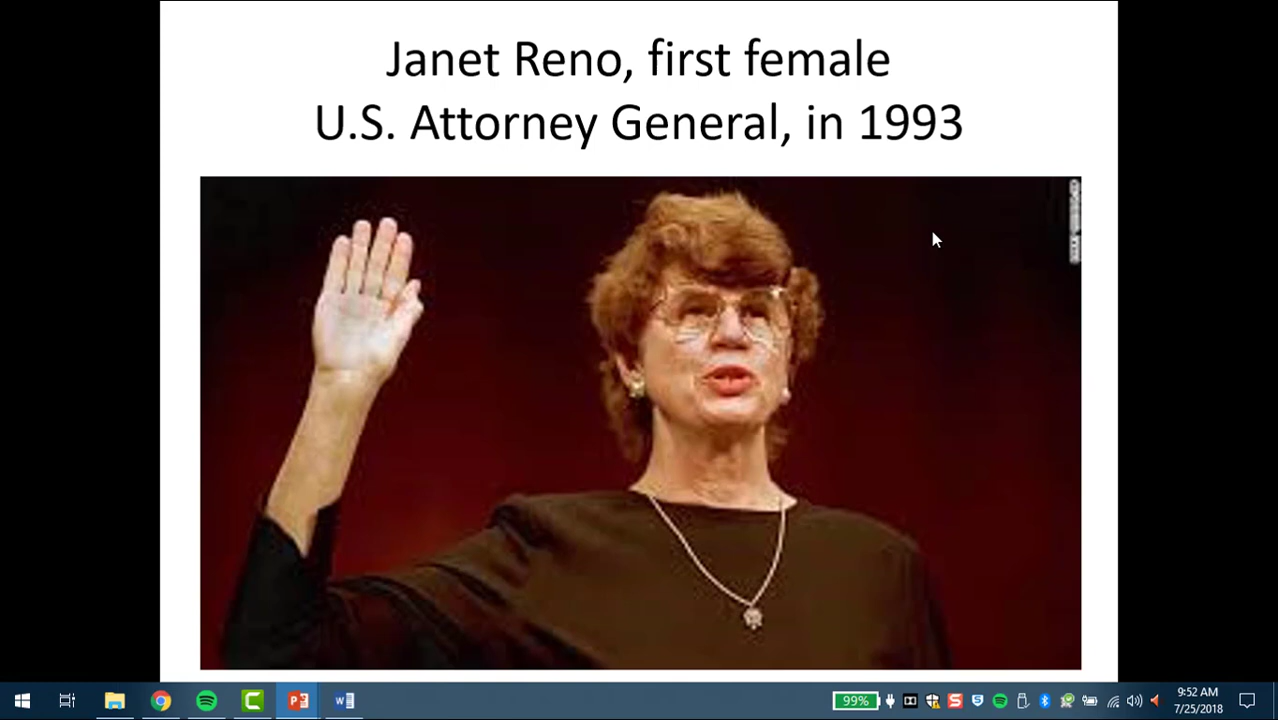 Janet Reno, first female
U.S. Attorney General, in 1993
99%
9:52 AM
7/25/2018